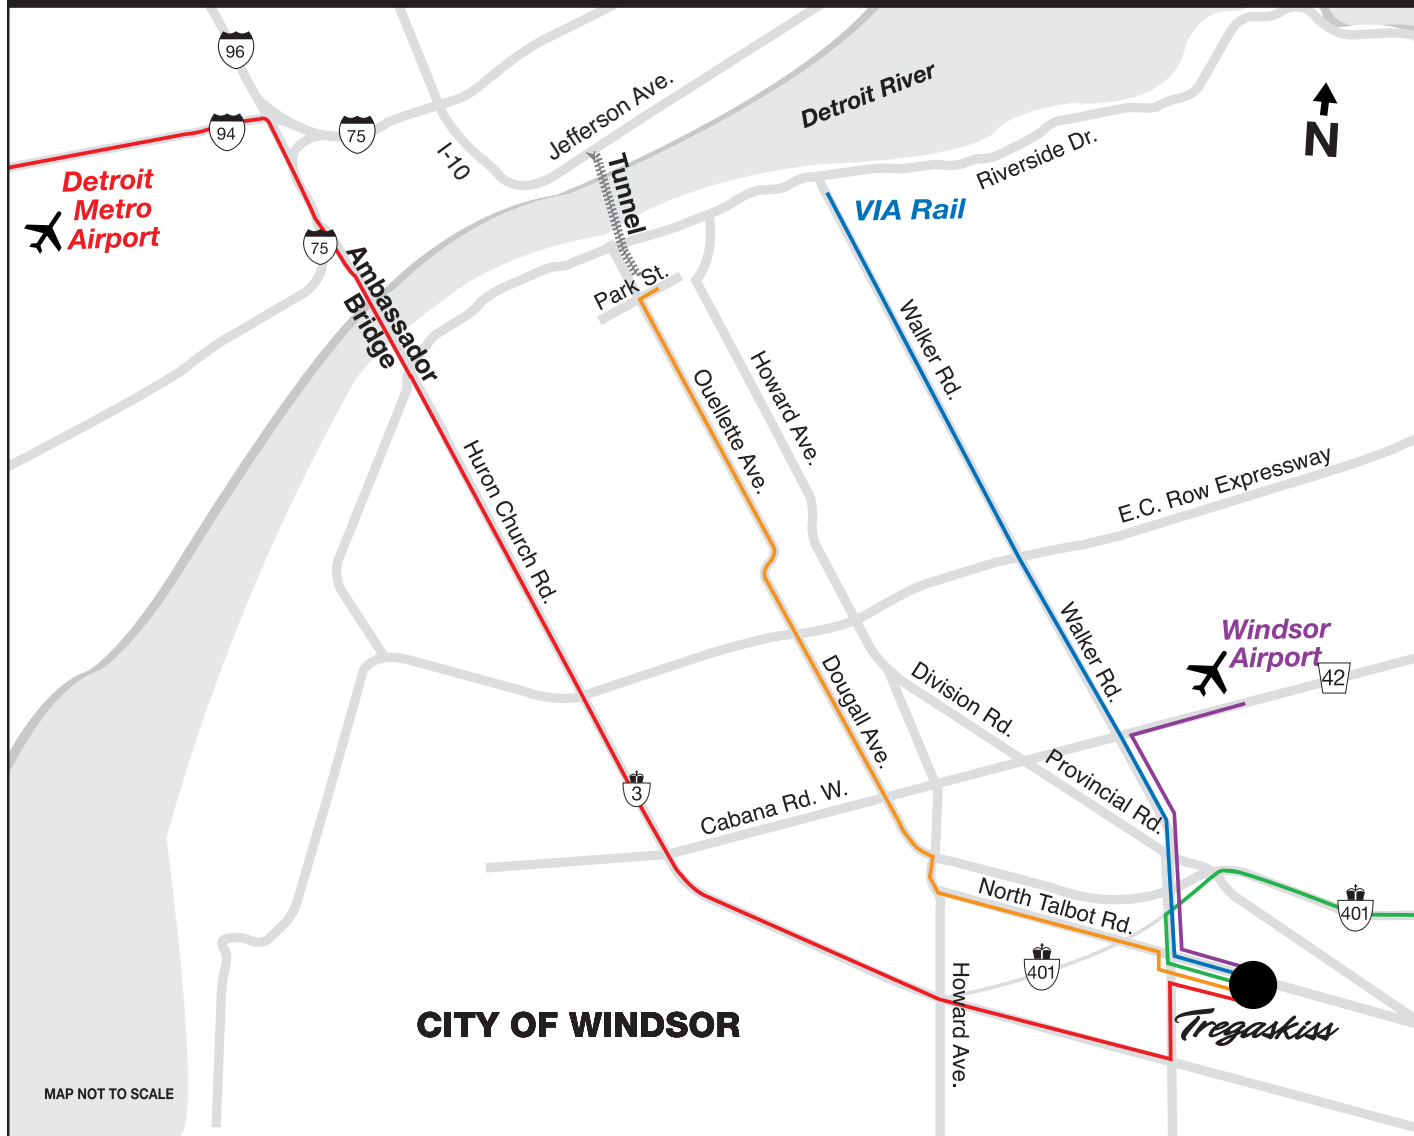 96
94
75
I-10
Jefferson Ave.
Detroit River
N
Riverside Dr.
Tunnel
Detroit
Metro
Airport
75
VIA Rail
Park St.
Ambassador
Bridge
Walker Rd.
Howard Ave.
Ouellette Ave.
Huron Church Rd.
E.C. Row Expressway
Walker Rd.
Windsor
Airport
42
Division Rd.
Dougall Ave.
Provincial Rd.
3
Cabana Rd. W.
North Talbot Rd.
401
401
Howard Ave.
Tregaskiss
CITY OF WINDSOR
MAP NOT TO SCALE